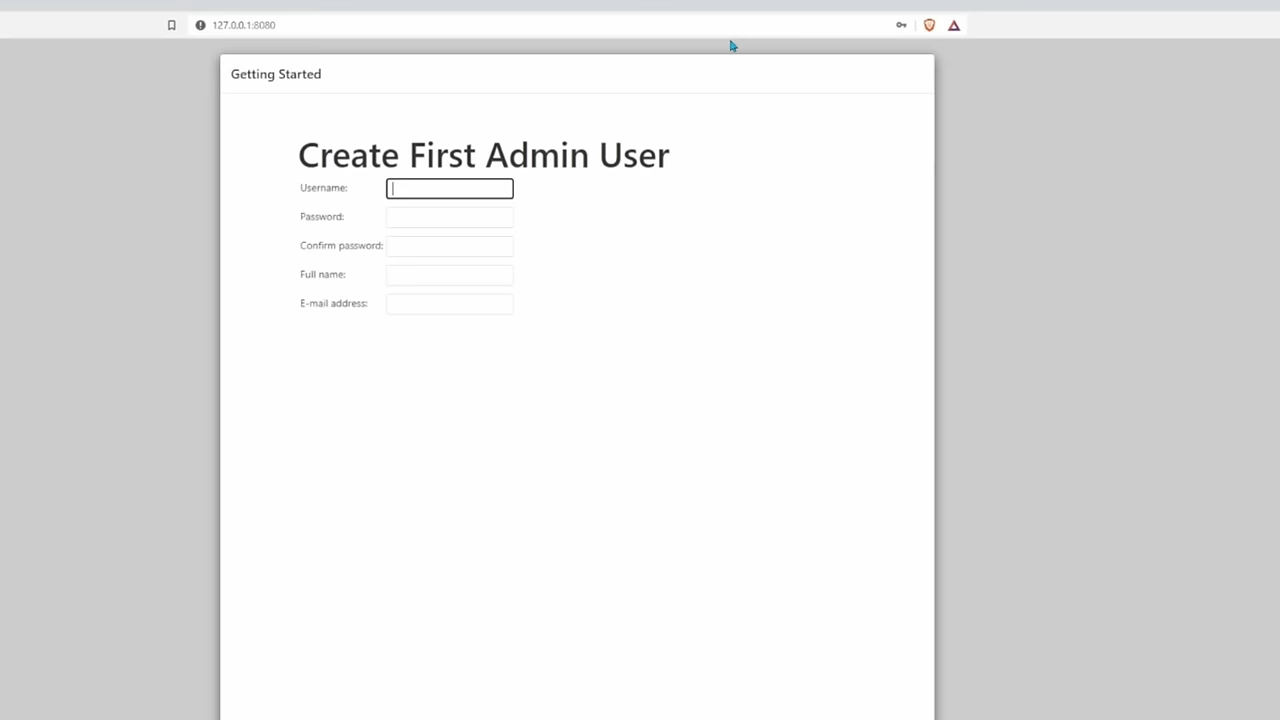 127.0.0.1:8080
Getting Started
Create First Admin User
Username:
Password:
Confirm password:
Full name:
E-mail address: